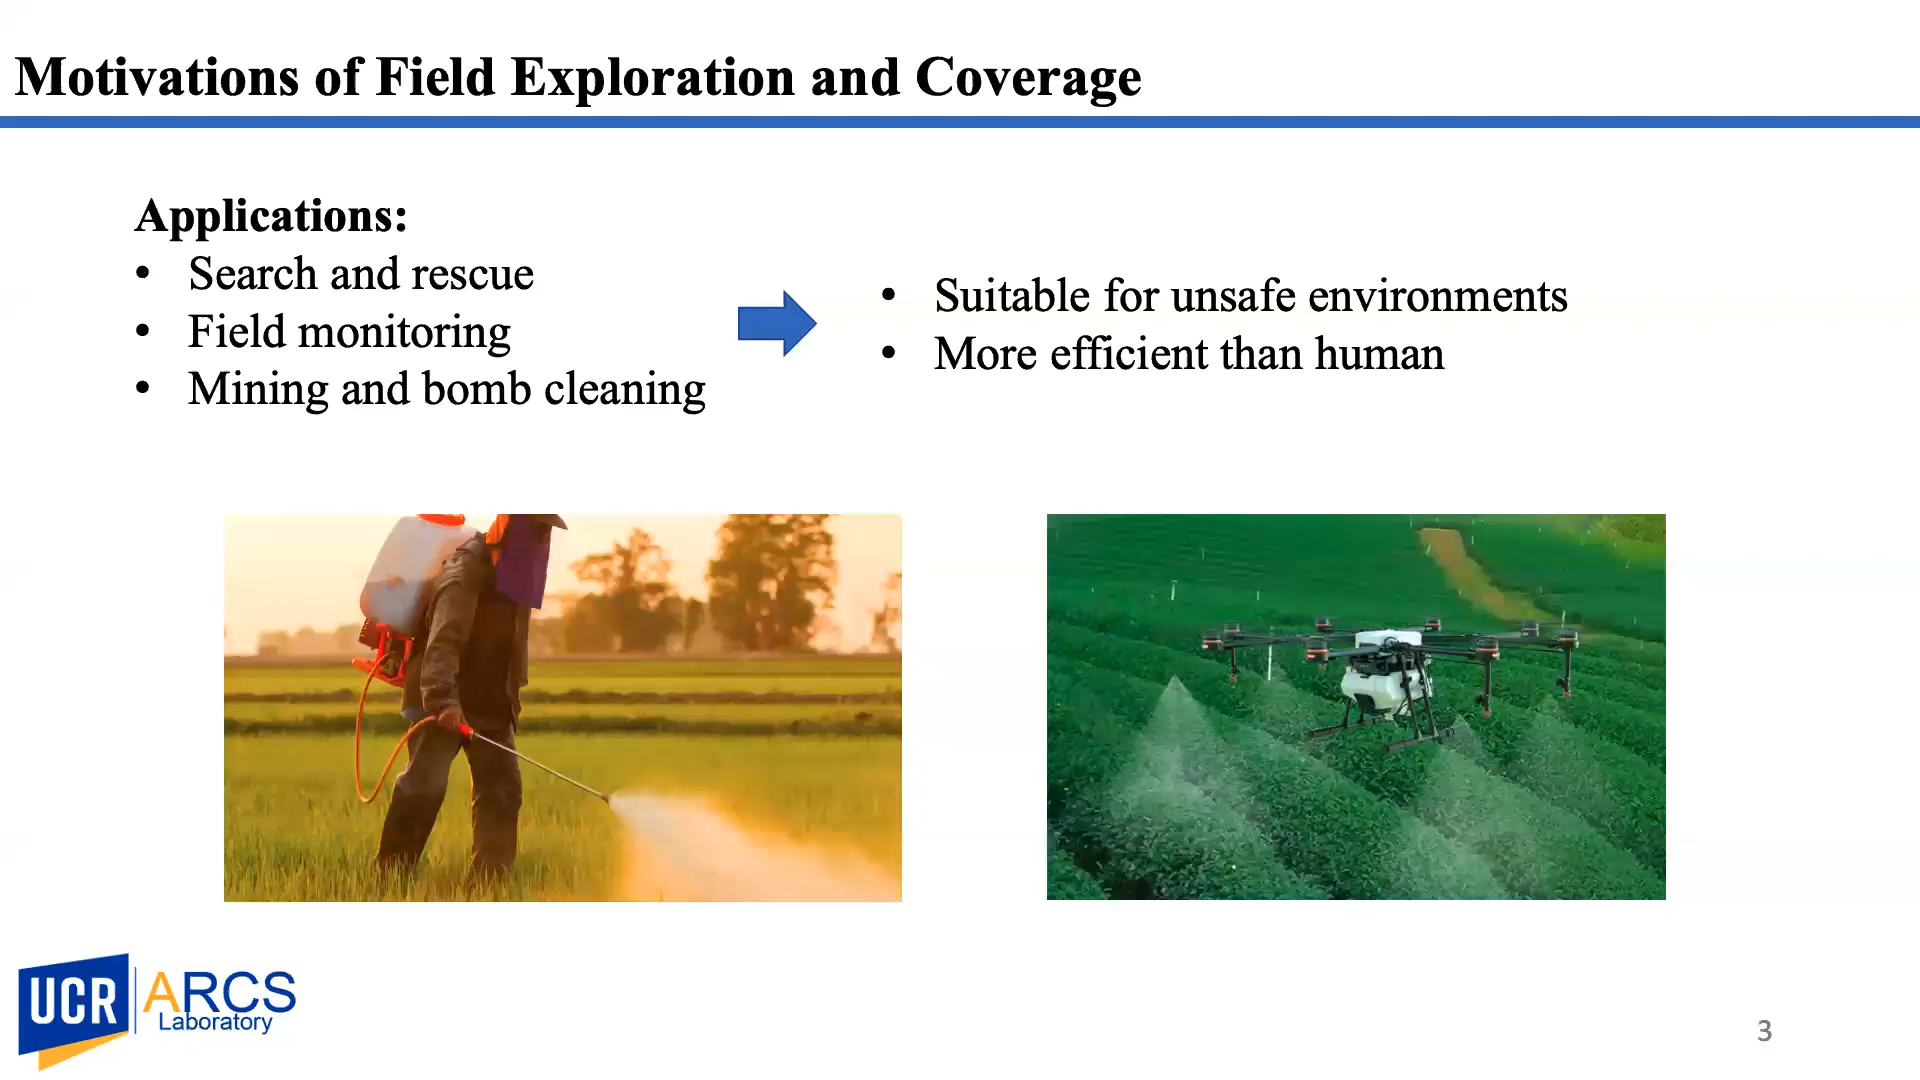 Motivations of Field Exploration and Coverage
Applications:
• Search and rescue
• Field monitoring
• Mining and bomb cleaning
• Suitable for unsafe environments
• More efficient than human
UCR
ARCS
Laboratory
3